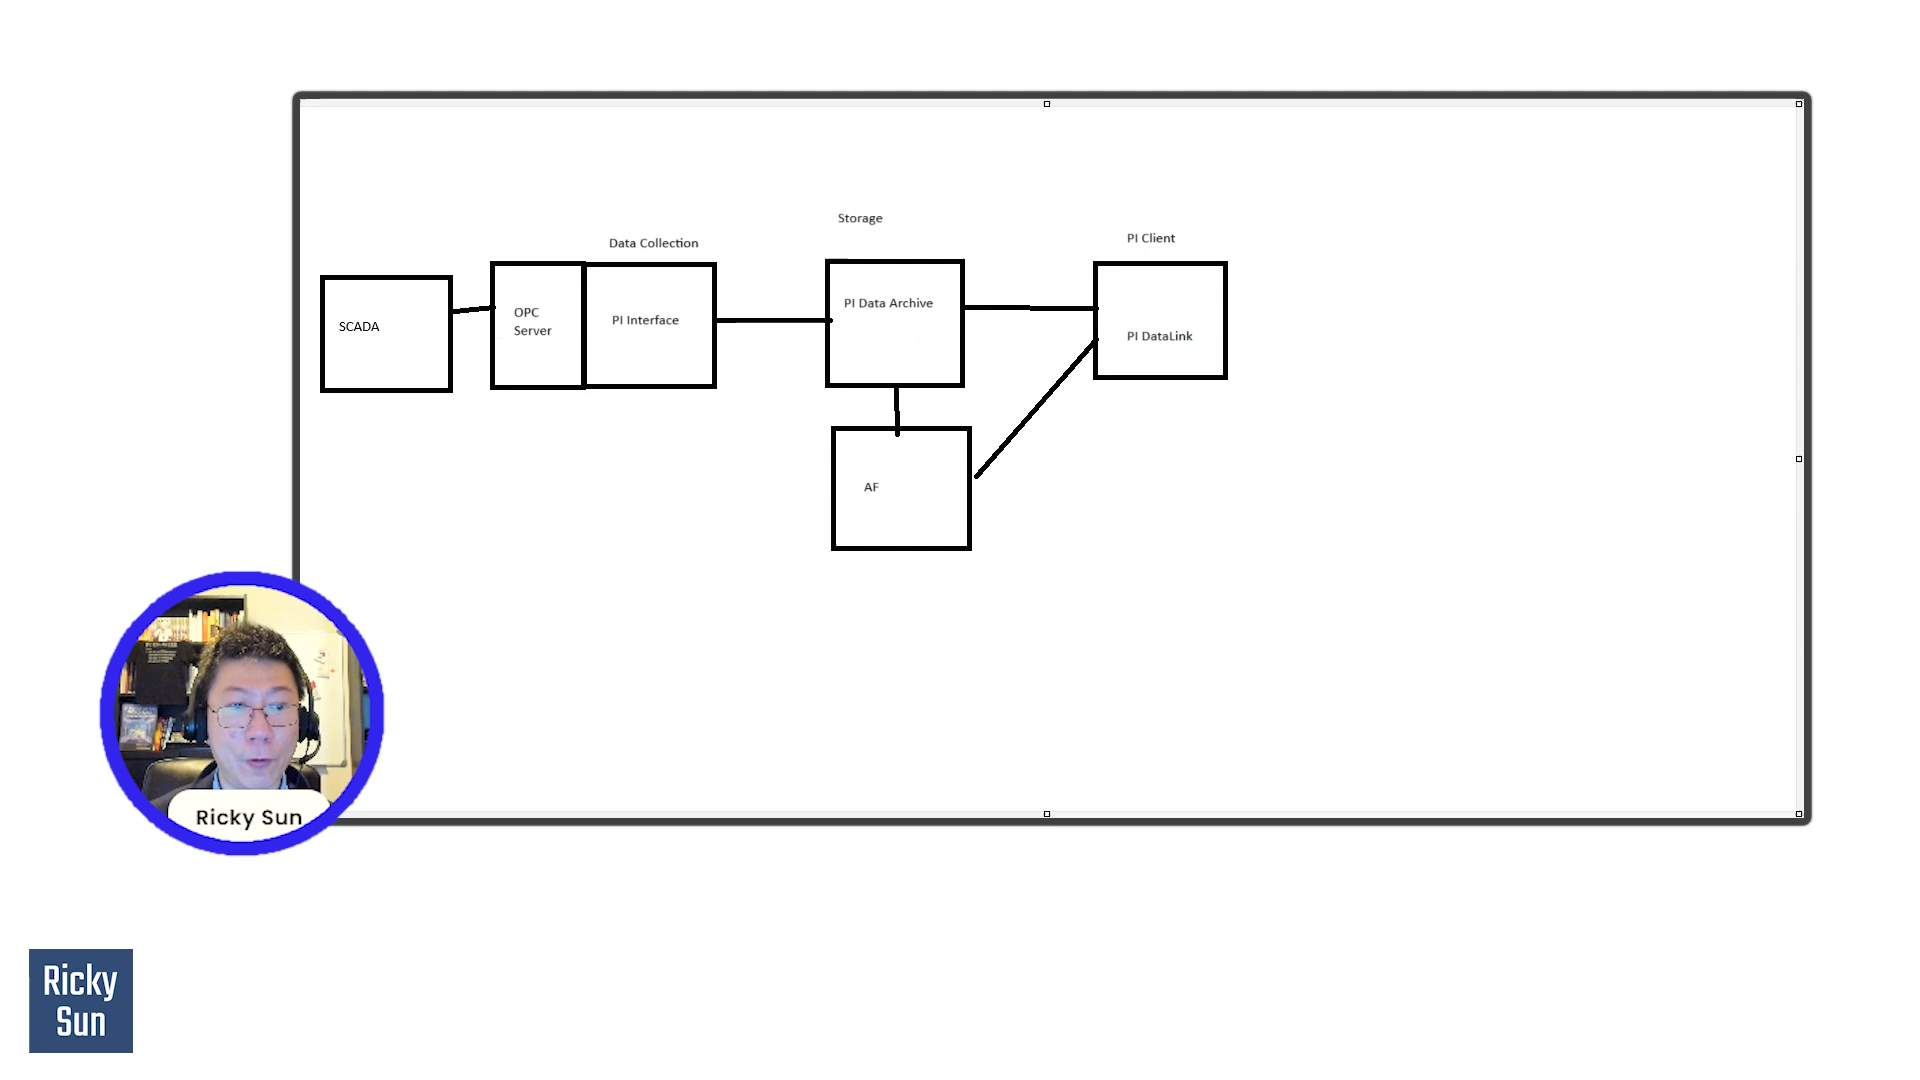 Storage
Data Collection
PI Client
SCADA
OPC
Server
PI Interface
PI Data Archive
PI DataLink
AF
Ricky Sun
Ricky
Sun